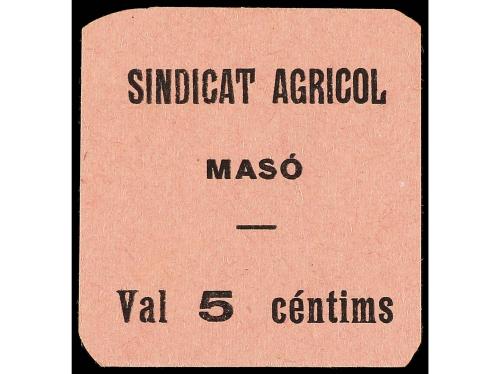 SINDICAT AGRICOL
MASÓ
Val 5 céntims